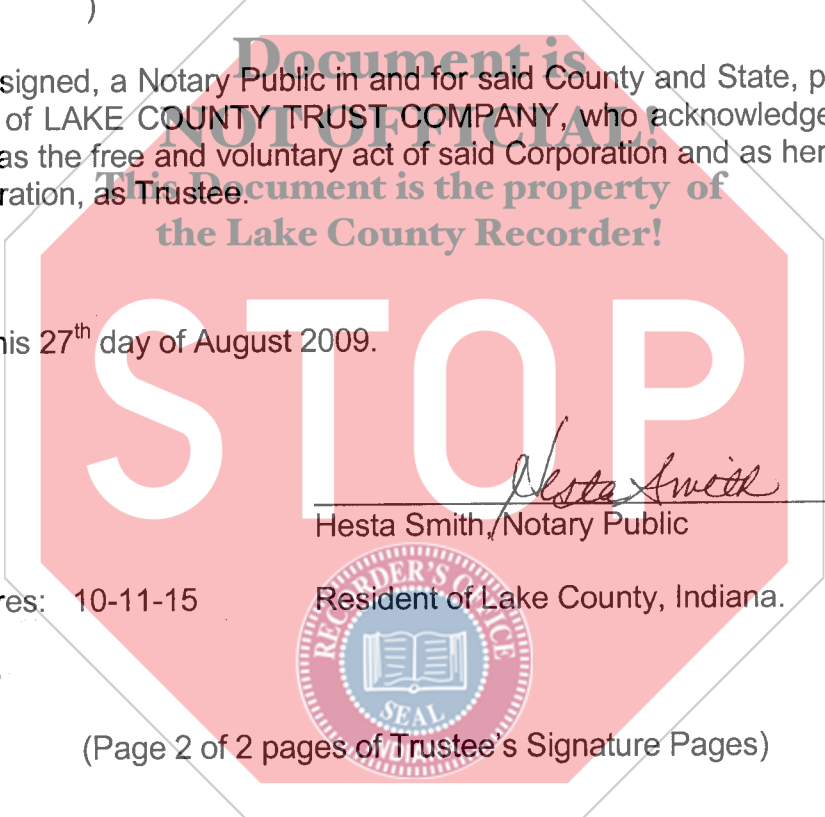 )
Document is
signed, a Notary Public in and for said County and State, p
NOT OFFICIAL!
of LAKE COUNTY TRUST COMPANY, who acknowledge
as the free and voluntary act of said Corporation and as her
This Document is the property of
ration, as Trustee.
the Lake County Recorder!
STOP
his 27th day of August 2009.
Hesta Smith
Hesta Smith, Notary Public
res: 10-11-15 Resident of Lake County, Indiana.
RECORDER'S OFFICE
SEAL
(Page 2 of 2 pages of Trustee's Signature Pages)